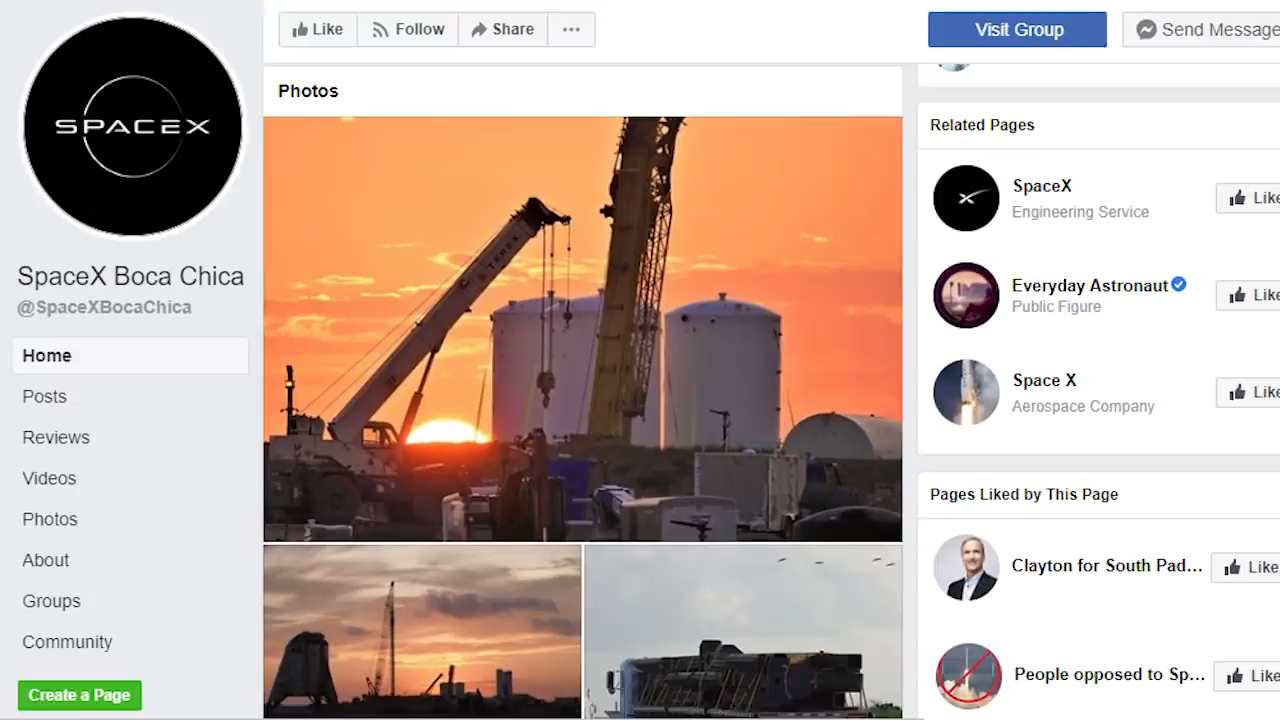 SPACEX
SpaceX Boca Chica
@SpaceXBocaChica
Home
Posts
Reviews
Videos
Photos
About
Groups
Community
Create a Page
Like
Follow
Share
Visit Group
Send Message
Photos
TEREX
Related Pages
SpaceX
Engineering Service
Like
Everyday Astronaut
Public Figure
Like
Space X
Aerospace Company
Like
Pages Liked by This Page
Clayton for South Pad...
Like
People opposed to Sp...
Like